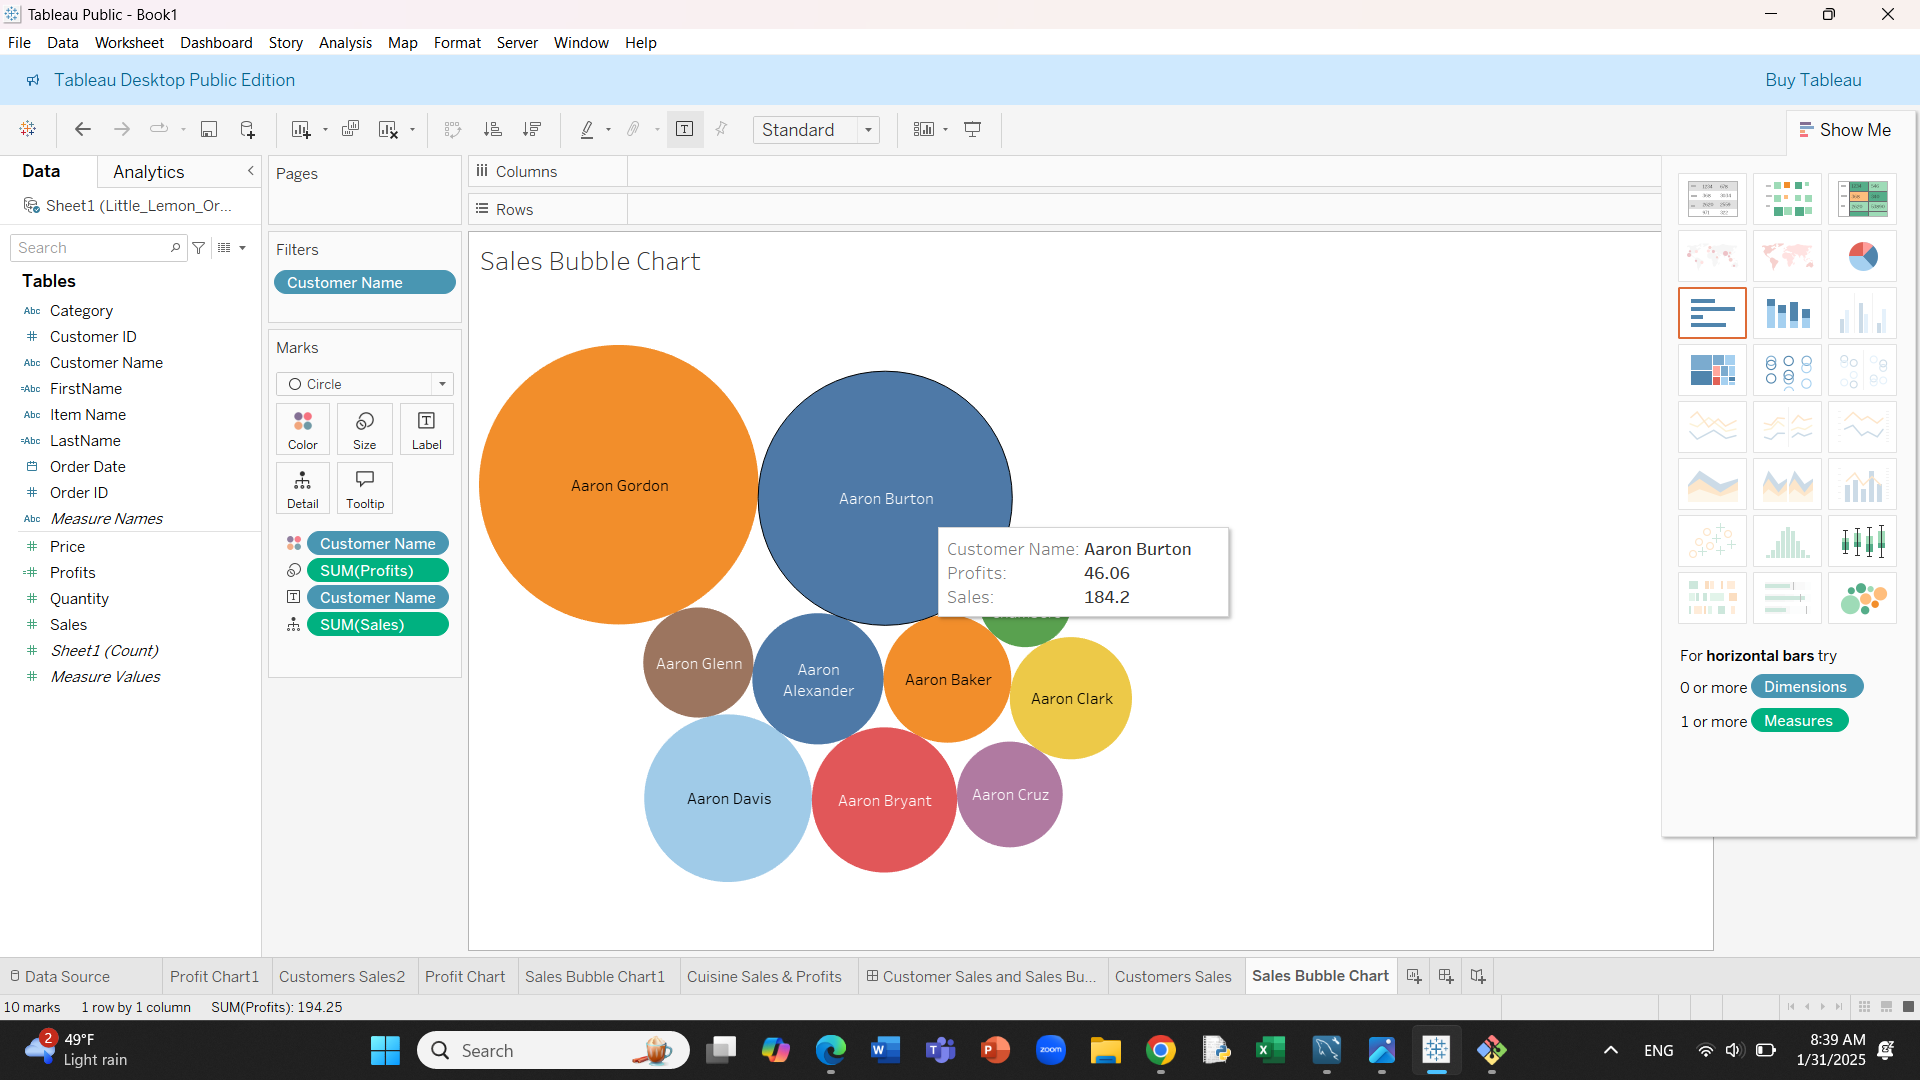 Tableau Public - Book1
File Data Worksheet Dashboard Story Analysis Map Format Server Window Help
Tableau Desktop Public Edition
Buy Tableau
Standard
Show Me
Data
Analytics
Sheet1 (Little_Lemon_Or...
Search
Tables
Abc Category
Customer ID
Abc Customer Name
=Abc FirstName
Abc Item Name
=Abc LastName
Order Date
Order ID
Abc Measure Names
Price
Profits
Quantity
Sales
Sheet1 (Count)
Measure Values
Pages
Filters
Customer Name
Marks
Circle
Color Size Label
Detail Tooltip
Customer Name
SUM(Profits)
Customer Name
SUM(Sales)
Columns
Rows
Sales Bubble Chart
Aaron Gordon
Aaron Burton
Customer Name: Aaron Burton
Profits: 46.06
Sales: 184.2
Aaron Glenn
Aaron
Alexander
Aaron Baker
Aaron Clark
Aaron Davis
Aaron Bryant
Aaron Cruz
For horizontal bars try
0 or more Dimensions
1 or more Measures
Data Source Profit Chart1 Customers Sales2 Profit Chart Sales Bubble Chart1 Cuisine Sales & Profits Customer Sales and Sales Bu... Customers Sales Sales Bubble Chart
10 marks 1 row by 1 column SUM(Profits): 194.25
2
49°F
Light rain
Search
zoom
ENG
8:39 AM
1/31/2025